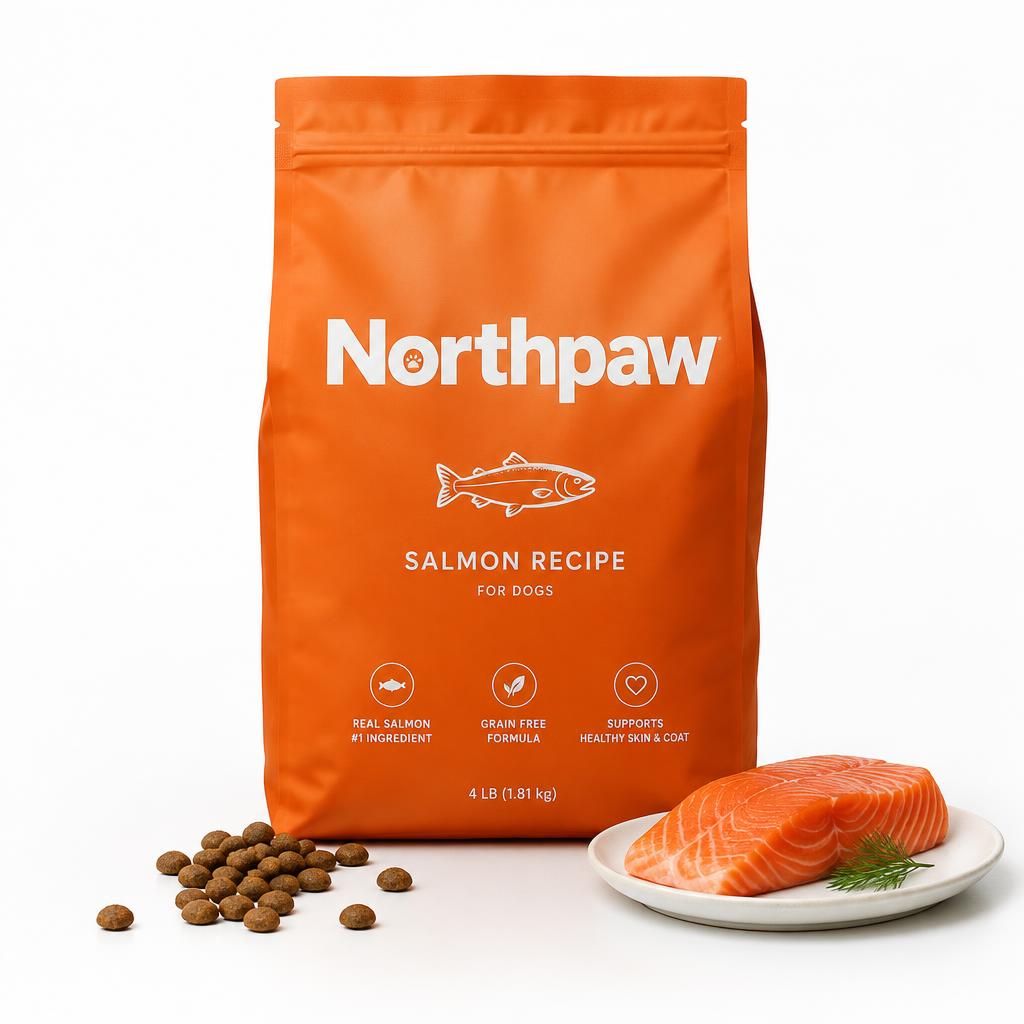 Northpaw
SALMON RECIPE
FOR DOGS
REAL SALMON
#1 INGREDIENT
GRAIN FREE
FORMULA
SUPPORTS
HEALTHY SKIN & COAT
4 LB (1.81 kg)